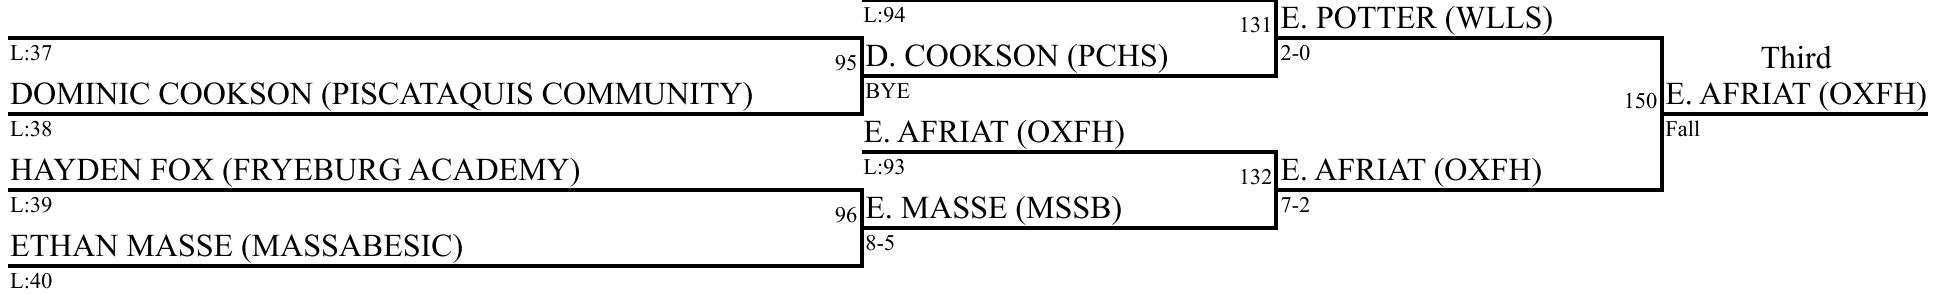 L:94
131
E. POTTER (WLLS)
L:37
95
D. COOKSON (PCHS)
2-0
Third
DOMINIC COOKSON (PISCATAQUIS COMMUNITY)
BYE
150
E. AFRIAT (OXFH)
L:38
E. AFRIAT (OXFH)
Fall
HAYDEN FOX (FRYEBURG ACADEMY)
L:93
132
E. AFRIAT (OXFH)
L:39
96
E. MASSE (MSSB)
7-2
ETHAN MASSE (MASSABESIC)
8-5
L:40